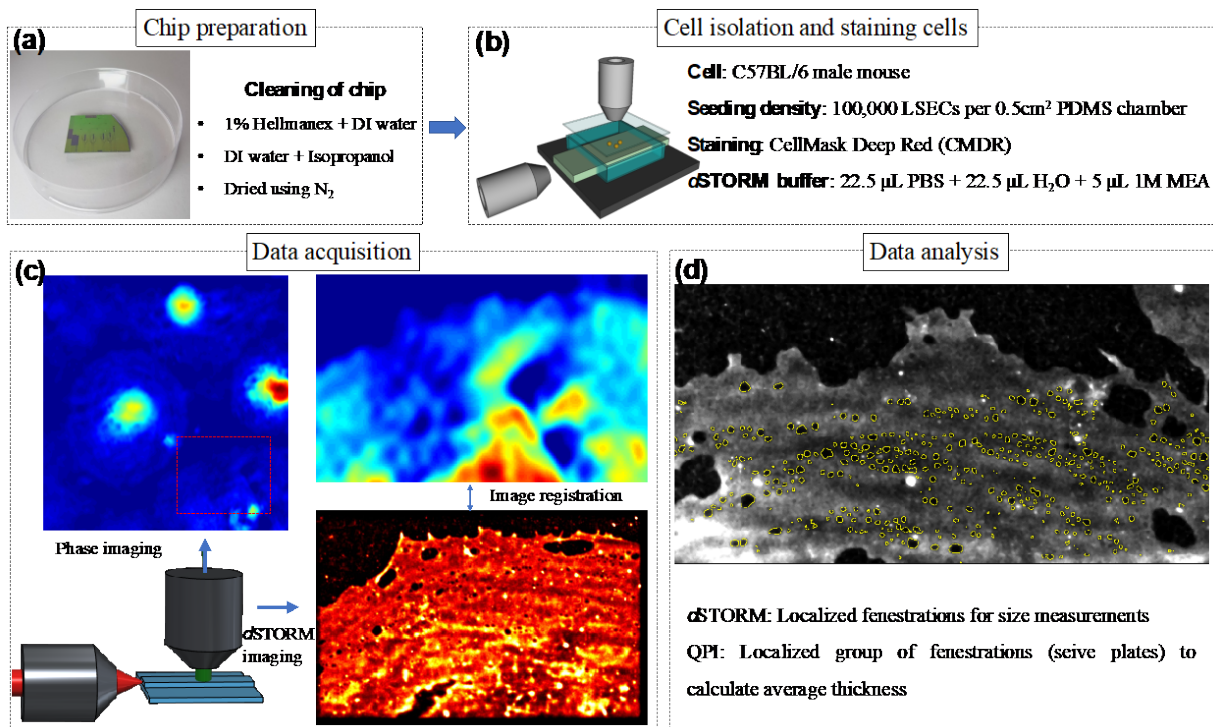 Chip preparation
(a)
Cleaning of chip
• 1% Hellmanex + DI water
• DI water + Isopropanol
• Dried using N₂
Cell isolation and staining cells
(b)
Cell: C57BL/6 male mouse
Seeding density: 100,000 LSECs per 0.5cm² PDMS chamber
Staining: CellMask Deep Red (CMDR)
dSTORM buffer: 22.5 μL PBS + 22.5 μL H₂O + 5 μL 1M MEA
Data acquisition
(c)
Image registration
Phase imaging
dSTORM
imaging
Data analysis
(d)
dSTORM: Localized fenestrations for size measurements
QPI: Localized group of fenestrations (seive plates) to
calculate average thickness